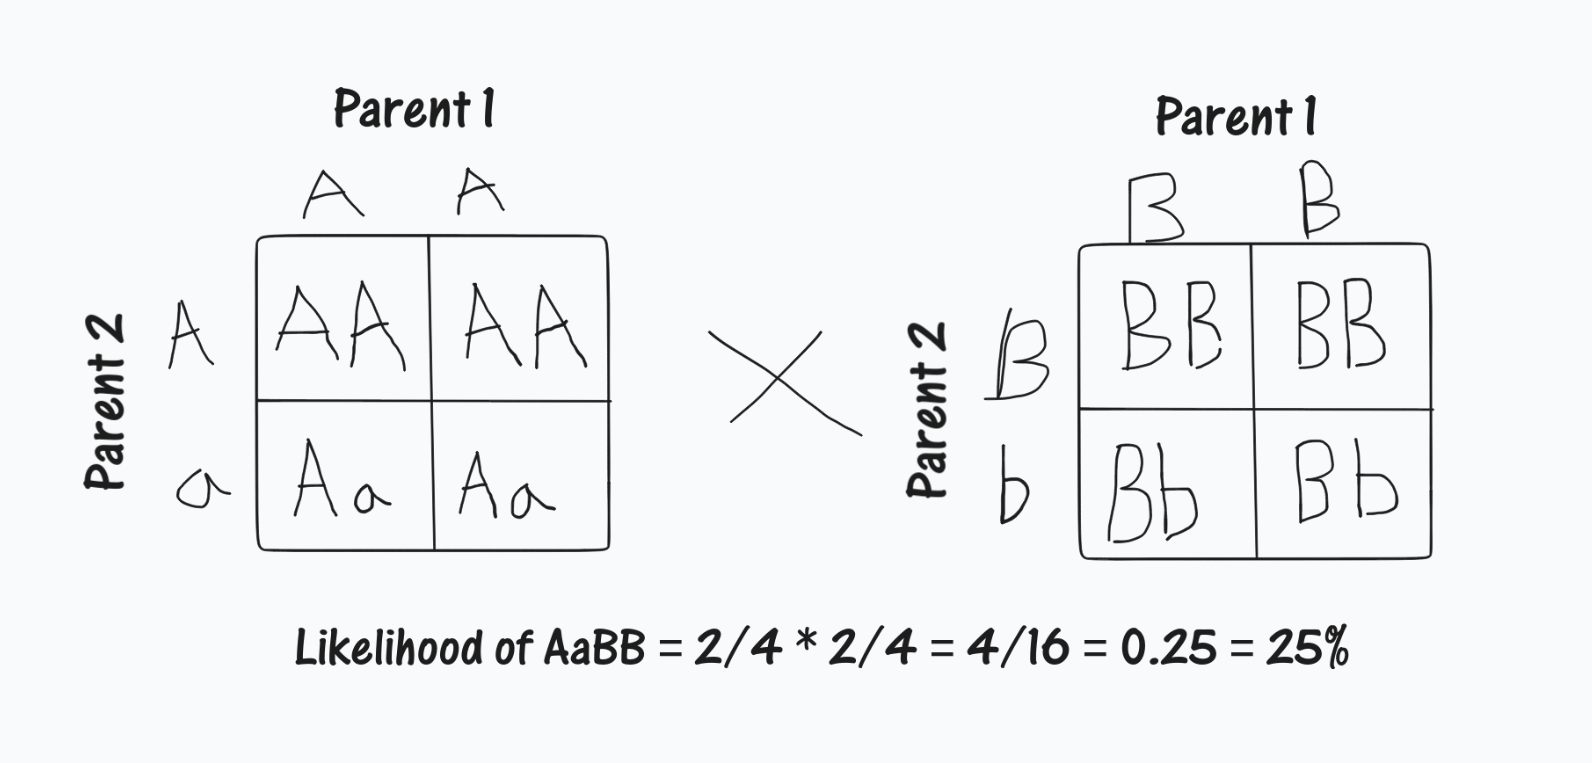 Parent 1
Parent 1
A A
B B
Parent 2
A
AA AA
a
Aa Aa
Parent 2
B
BB BB
b
Bb Bb
Likelihood of AaBB = 2/4 * 2/4 = 4/16 = 0.25 = 25%